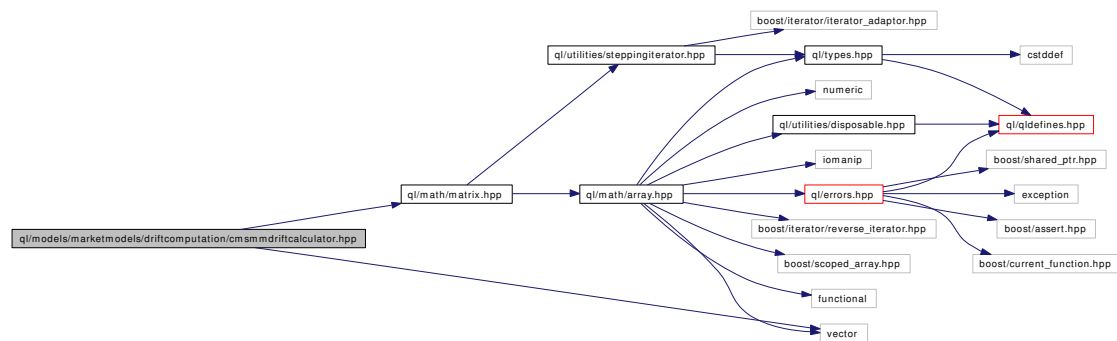 boost/iterator/iterator_adaptor.hpp
ql/utilities/steppingiterator.hpp
ql/types.hpp
cstddef
numeric
ql/utilities/disposable.hpp
ql/qldefines.hpp
iomanip
boost/shared_ptr.hpp
ql/math/matrix.hpp
ql/math/array.hpp
ql/errors.hpp
exception
boost/iterator/reverse_iterator.hpp
boost/assert.hpp
ql/models/marketmodels/driftcomputation/cmsmmdriftcalculator.hpp
boost/scoped_array.hpp
boost/current_function.hpp
functional
vector